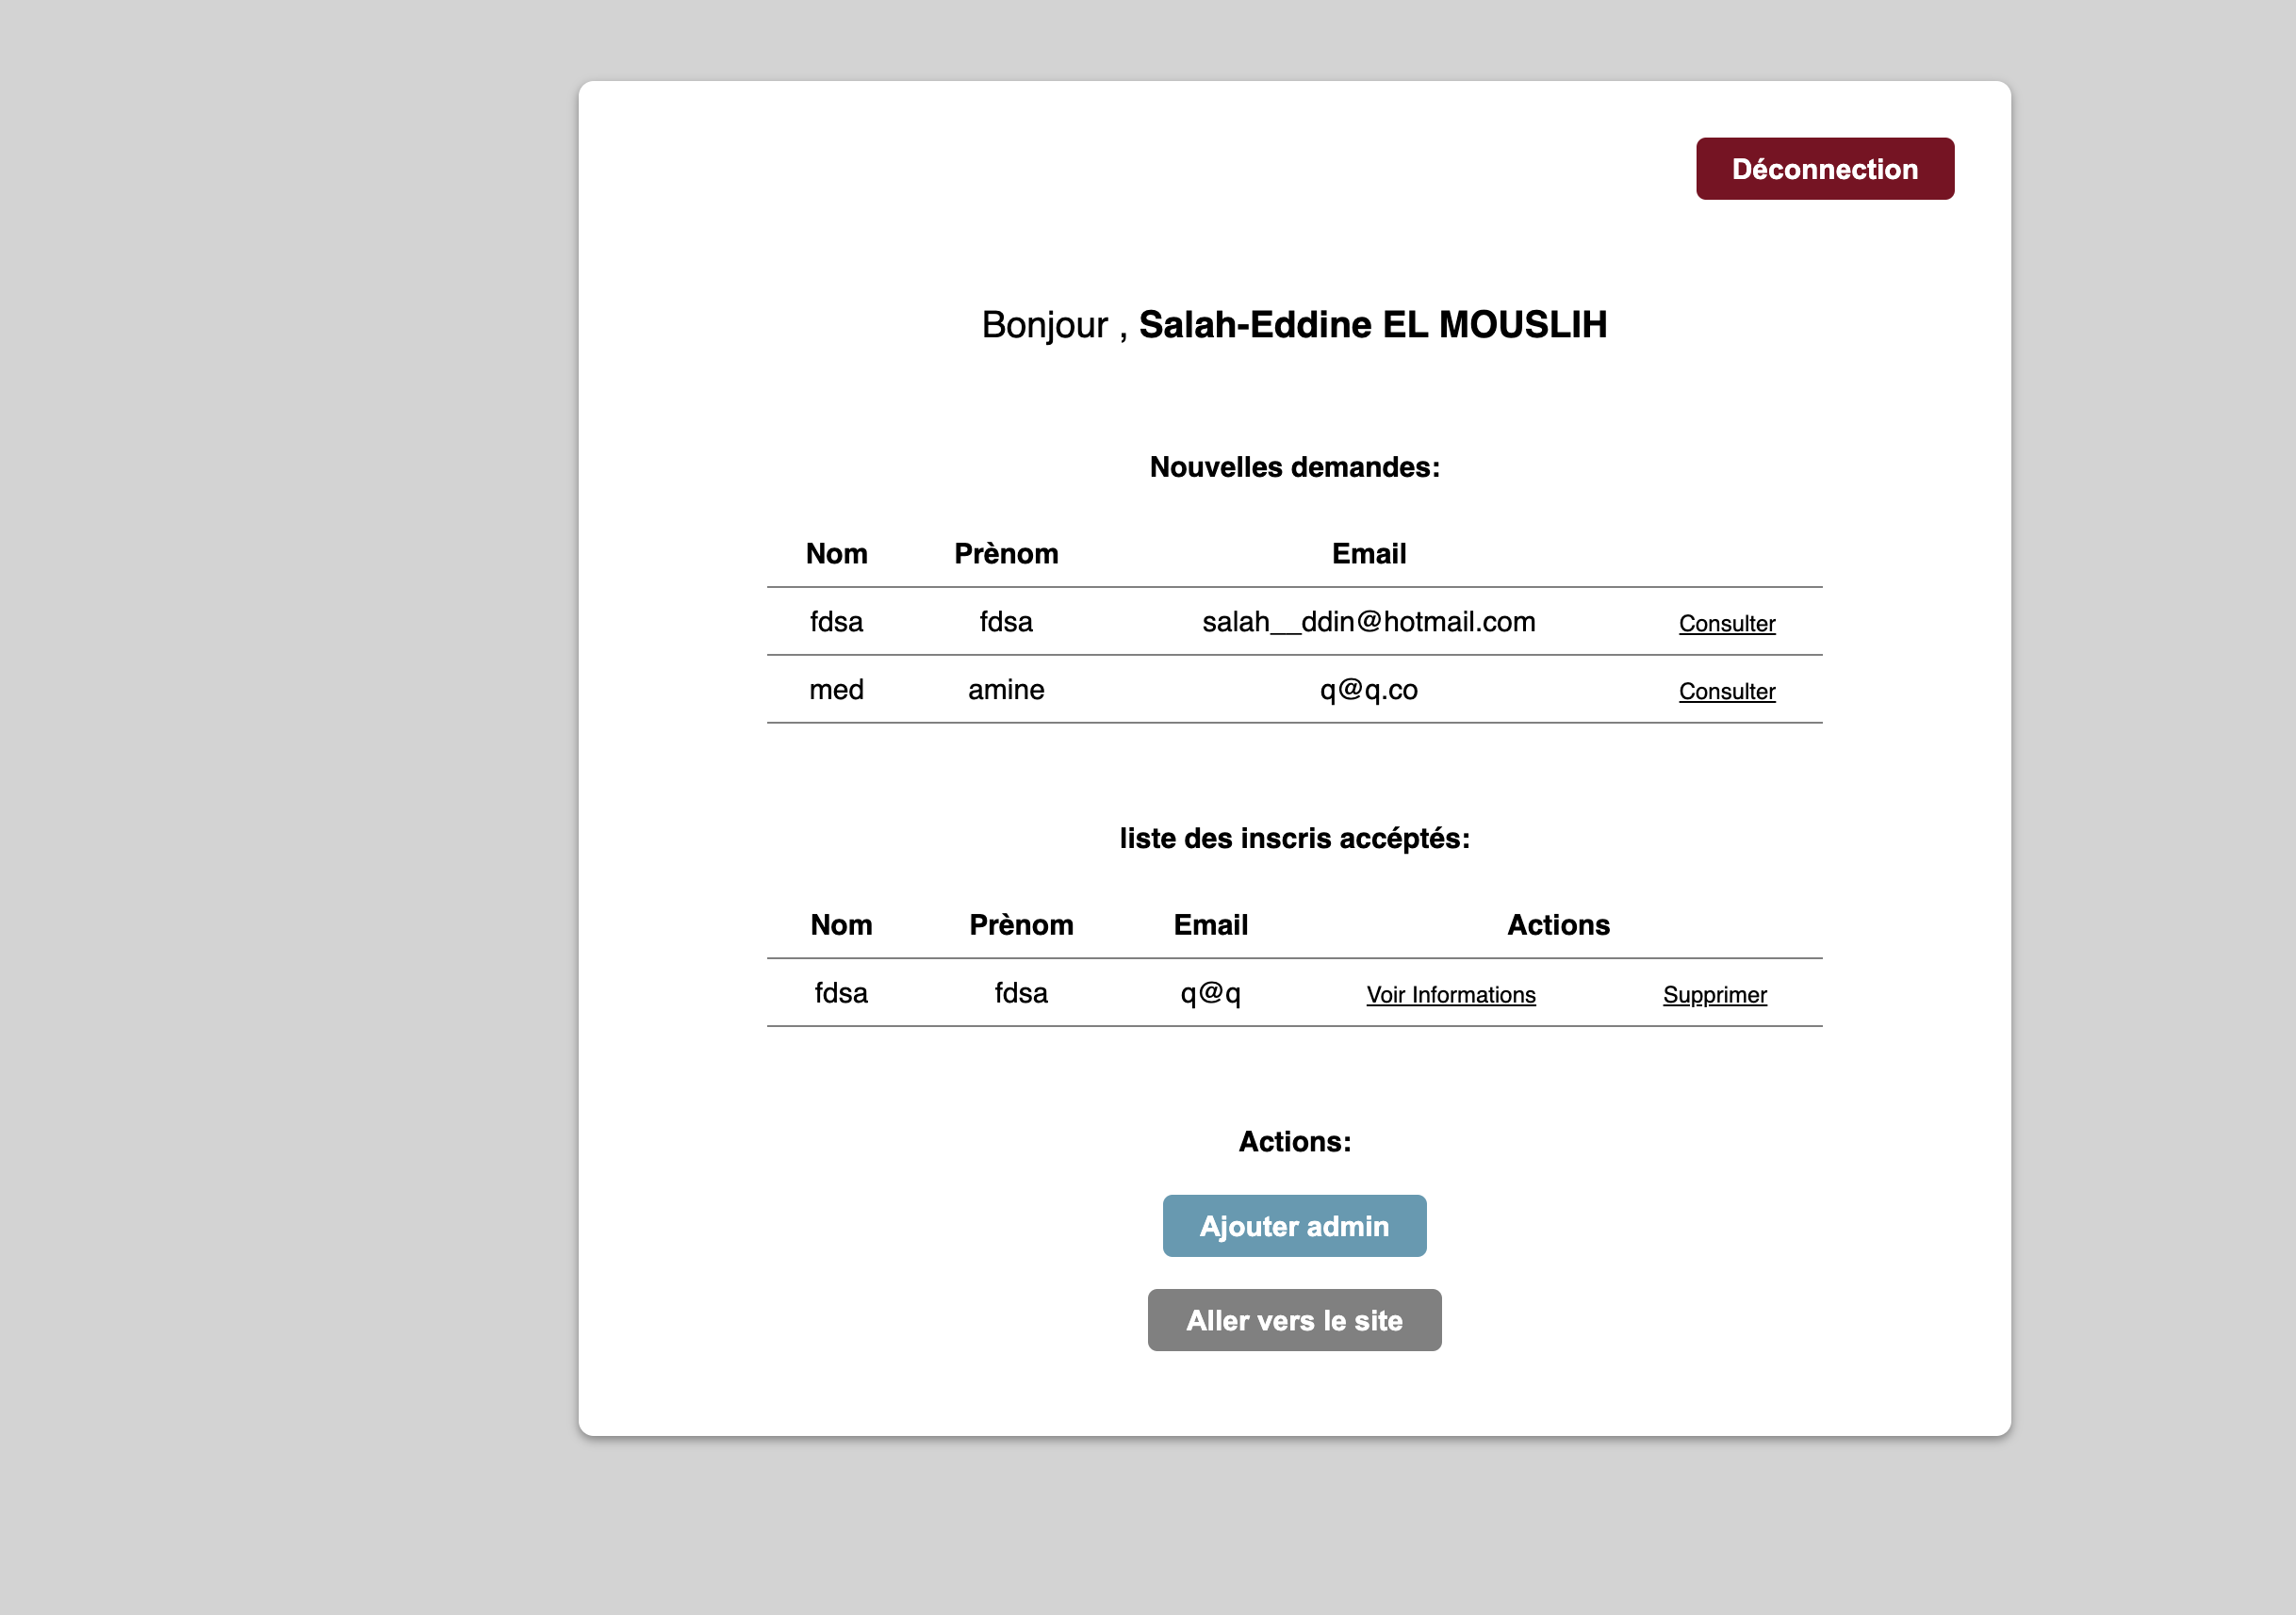 Déconnection
Bonjour , Salah-Eddine EL MOUSLIH
Nouvelles demandes:
Nom Prènom Email
fdsa fdsa salah__ddin@hotmail.com Consulter
med amine q@q.co Consulter
liste des inscris accéptés:
Nom Prènom Email Actions
fdsa fdsa q@q Voir Informations Supprimer
Actions:
Ajouter admin
Aller vers le site